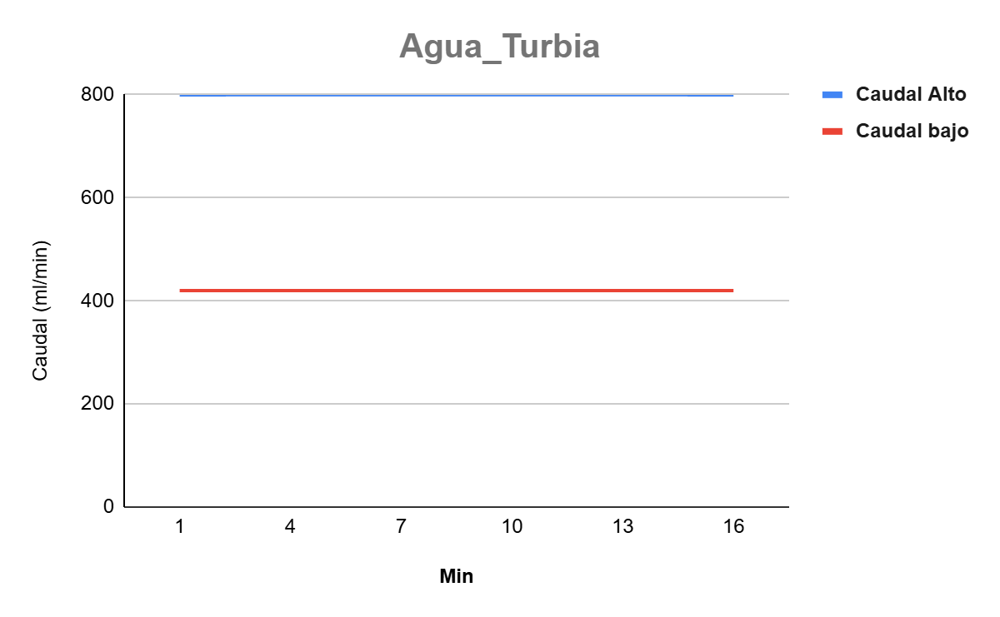 Agua_Turbia
800
600
400
200
0
Caudal (ml/min)
1 4 7 10 13 16
Min
Caudal Alto
Caudal bajo